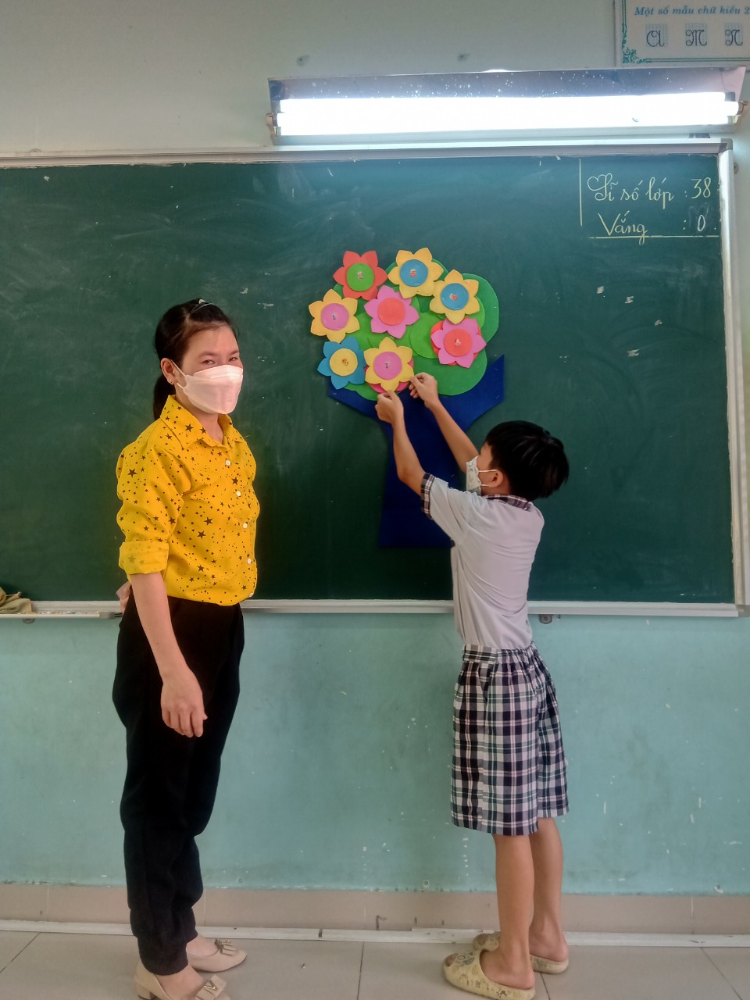 Một số mẫu chữ kiểu 2
A M N
Sĩ số lớp : 38
Vắng : 0